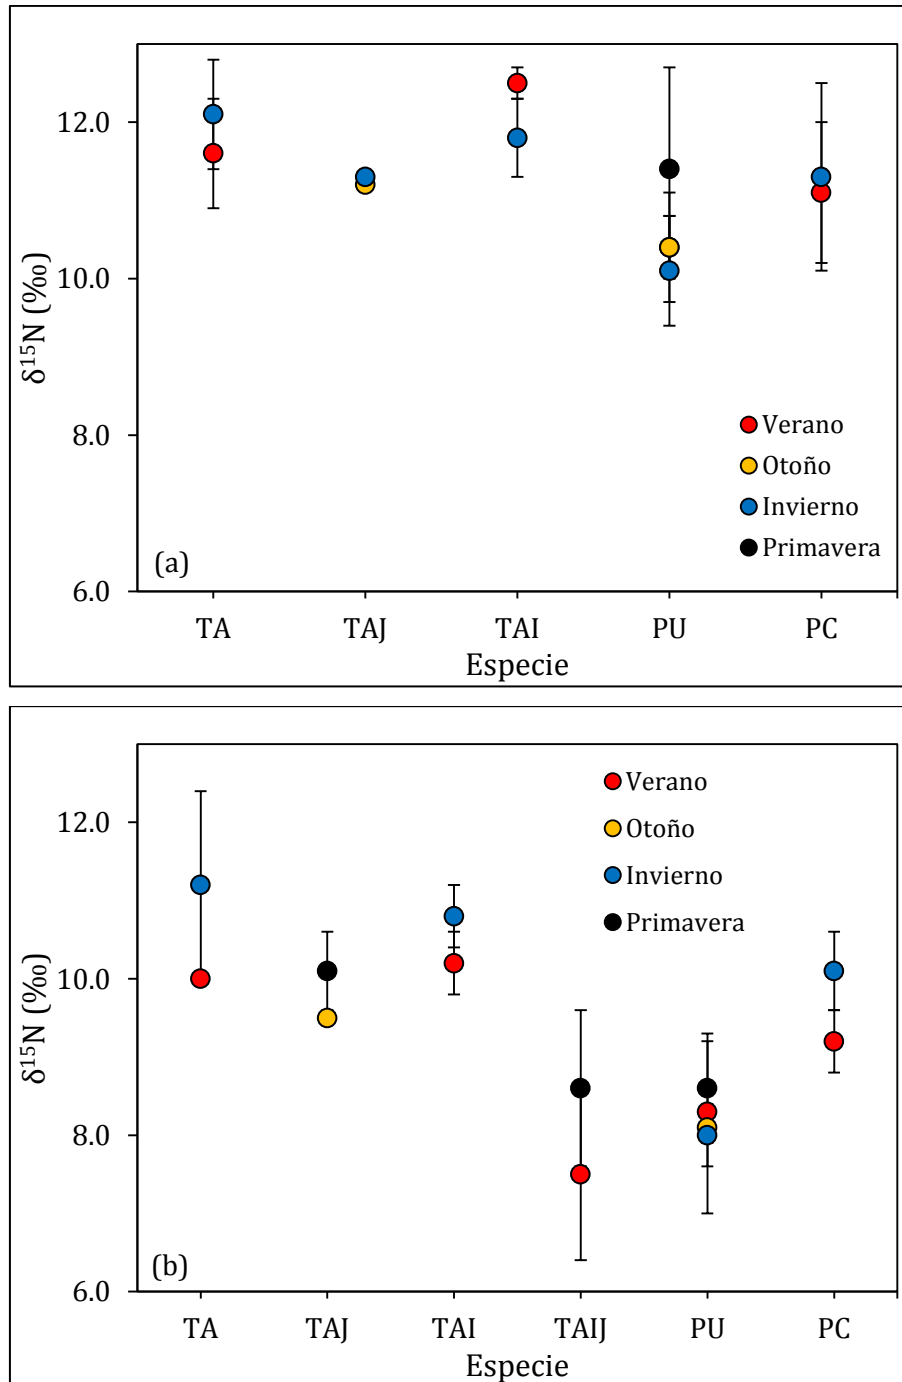 12.0
10.0
8.0
6.0
δ¹⁵N (‰)
Verano
Otoño
Invierno
Primavera
(a)
TA TAJ TAI PU PC
Especie
12.0
10.0
8.0
6.0
δ¹⁵N (‰)
Verano
Otoño
Invierno
Primavera
(b)
TA TAJ TAI TAIJ PU PC
Especie